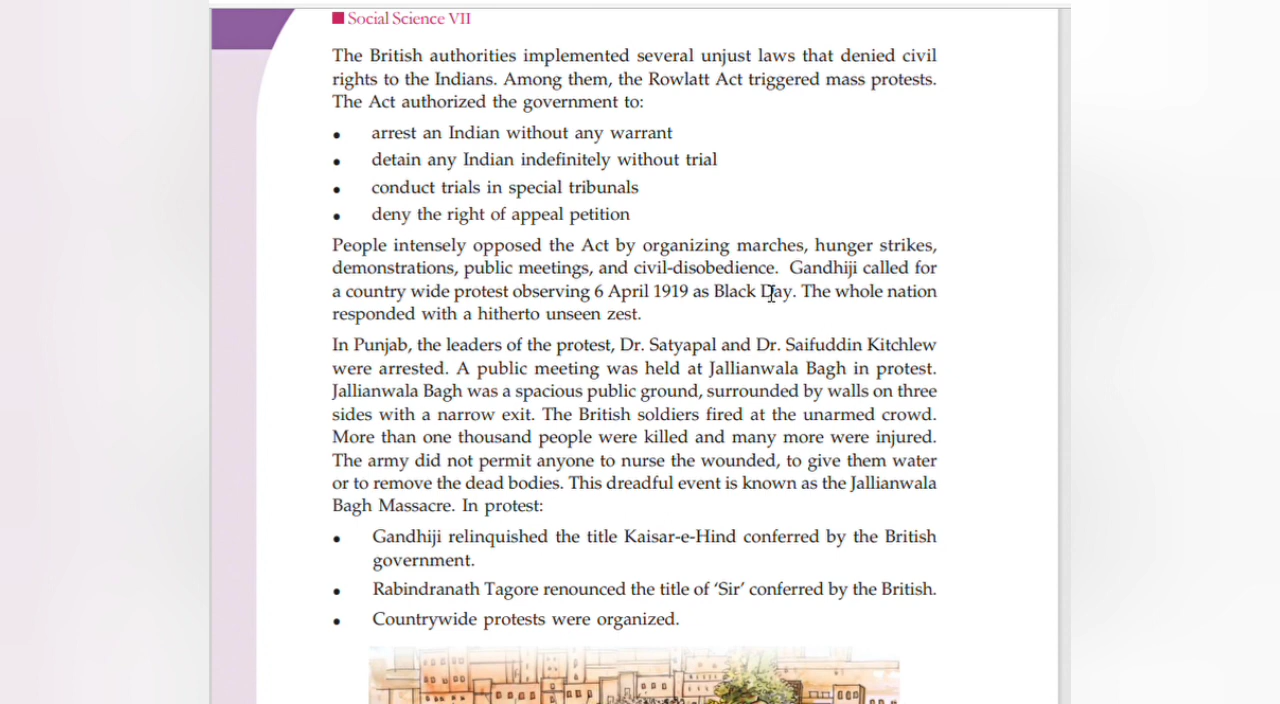 Social Science VII
The British authorities implemented several unjust laws that denied civil
rights to the Indians. Among them, the Rowlatt Act triggered mass protests.
The Act authorized the government to:
• arrest an Indian without any warrant
• detain any Indian indefinitely without trial
• conduct trials in special tribunals
• deny the right of appeal petition
People intensely opposed the Act by organizing marches, hunger strikes,
demonstrations, public meetings, and civil-disobedience. Gandhiji called for
a country wide protest observing 6 April 1919 as Black Day. The whole nation
responded with a hitherto unseen zest.
In Punjab, the leaders of the protest, Dr. Satyapal and Dr. Saifuddin Kitchlew
were arrested. A public meeting was held at Jallianwala Bagh in protest.
Jallianwala Bagh was a spacious public ground, surrounded by walls on three
sides with a narrow exit. The British soldiers fired at the unarmed crowd.
More than one thousand people were killed and many more were injured.
The army did not permit anyone to nurse the wounded, to give them water
or to remove the dead bodies. This dreadful event is known as the Jallianwala
Bagh Massacre. In protest:
• Gandhiji relinquished the title Kaisar-e-Hind conferred by the British
government.
• Rabindranath Tagore renounced the title of ‘Sir’ conferred by the British.
• Countrywide protests were organized.